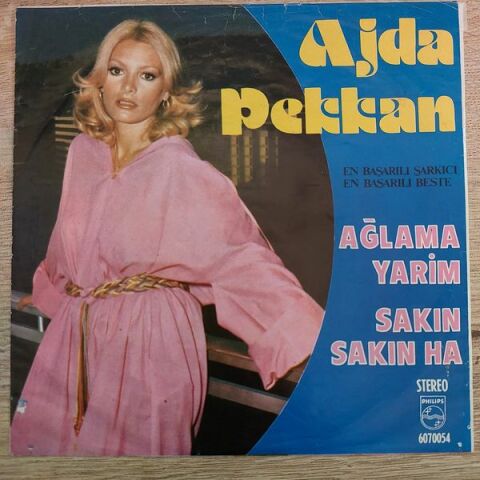 Ajda
Pekkan
EN BAŞARILI ŞARKICI
EN BAŞARILI BESTE
AĞLAMA
YARİM
SAKIN
SAKIN HA
STEREO
PHILIPS
6070054